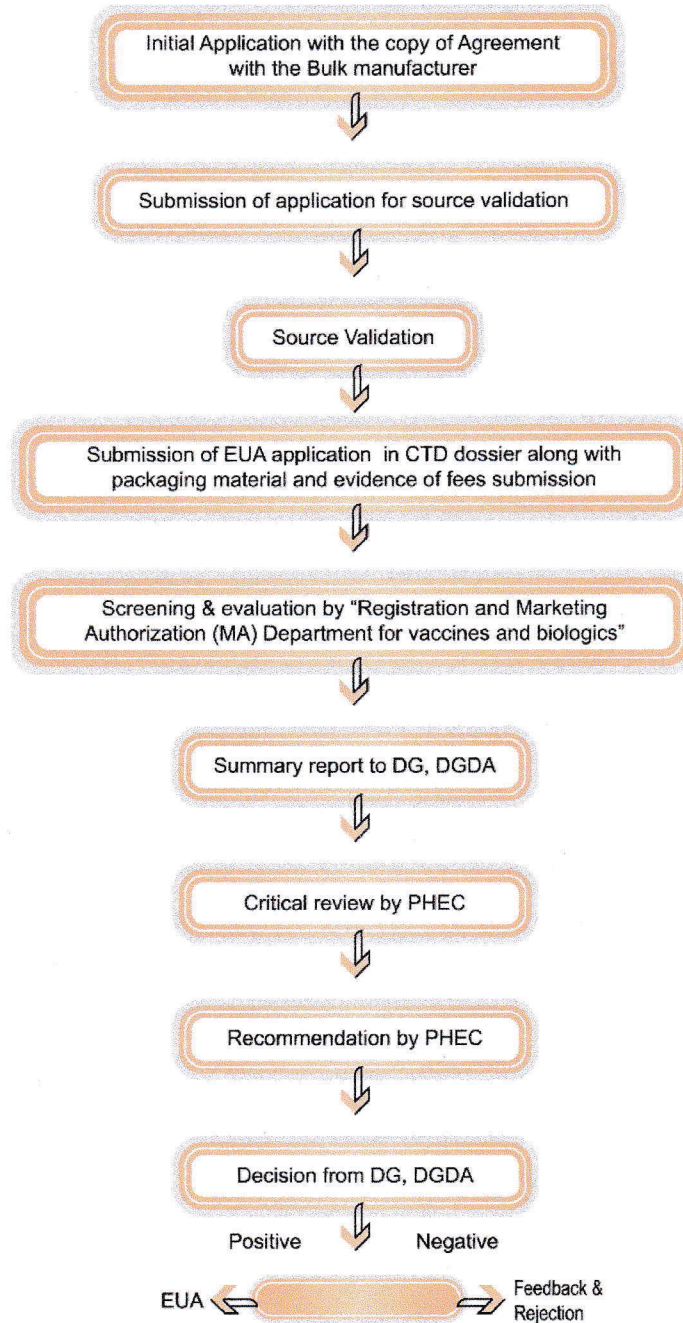 Initial Application with the copy of Agreement
with the Bulk manufacturer
Submission of application for source validation
Source Validation
Submission of EUA application in CTD dossier along with
packaging material and evidence of fees submission
Screening & evaluation by “Registration and Marketing
Authorization (MA) Department for vaccines and biologics”
Summary report to DG, DGDA
Critical review by PHEC
Recommendation by PHEC
Decision from DG, DGDA
Positive Negative
EUA Feedback &
Rejection